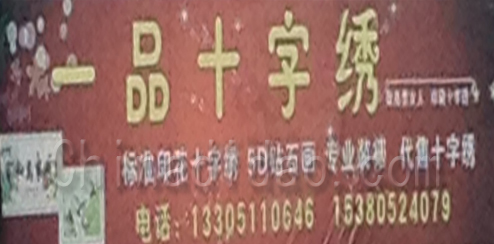 一品十字绣
标准印花十字绣 5D钻石画 专业装裱 代售十字绣
电话: 13305110646 15380524079